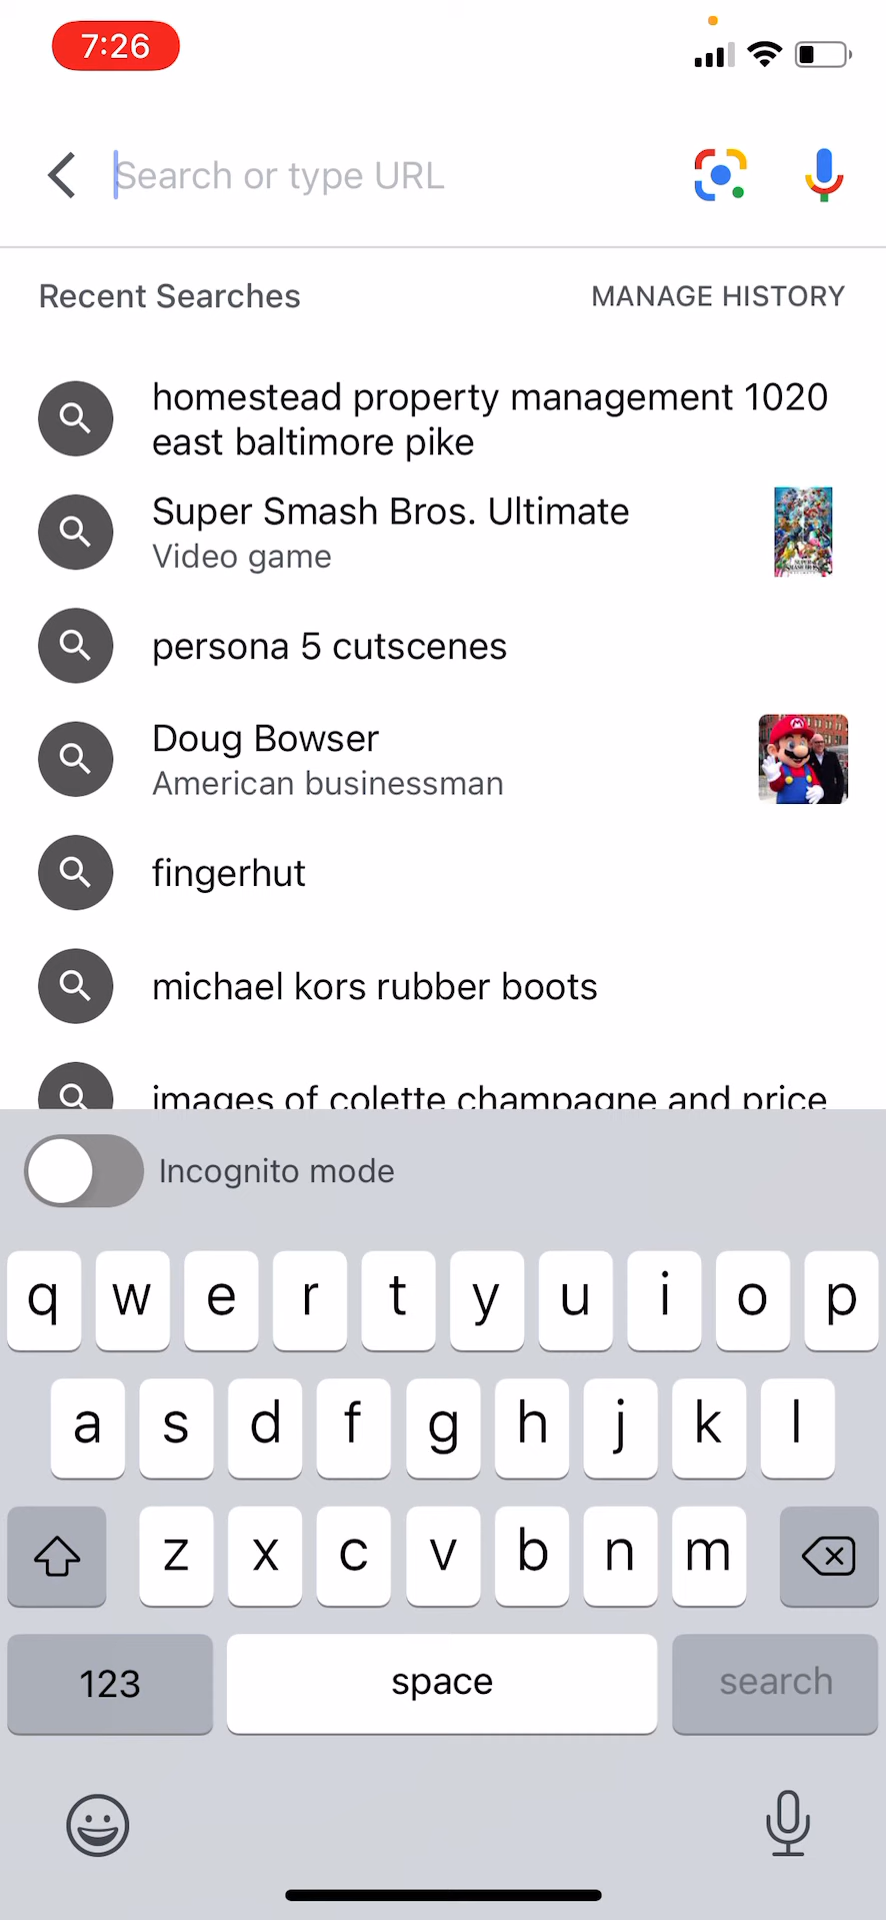 7:26
Search or type URL
Recent Searches
MANAGE HISTORY
homestead property management 1020
east baltimore pike
Super Smash Bros. Ultimate
Video game
persona 5 cutscenes
Doug Bowser
American businessman
fingerhut
michael kors rubber boots
images of colette champagne and price
Incognito mode
q w e r t y u i o p
a s d f g h j k l
z x c v b n m
123 space search